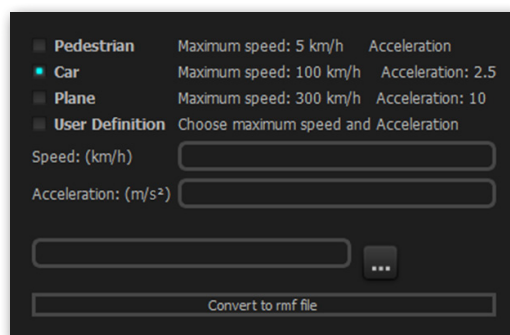 Pedestrian Maximum speed: 5 km/h Acceleration
Car Maximum speed: 100 km/h Acceleration: 2.5
Plane Maximum speed: 300 km/h Acceleration: 10
User Definition Choose maximum speed and Acceleration
Speed: (km/h)
Acceleration: (m/s²)
...
Convert to rmf file